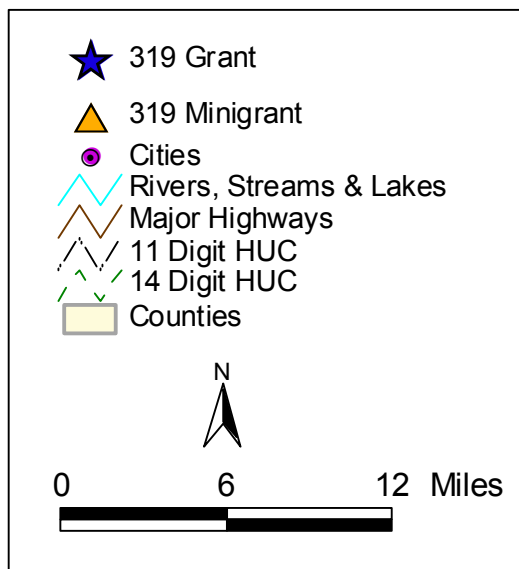 319 Grant
319 Minigrant
Cities
Rivers, Streams & Lakes
Major Highways
11 Digit HUC
14 Digit HUC
Counties
N
0 6 12 Miles